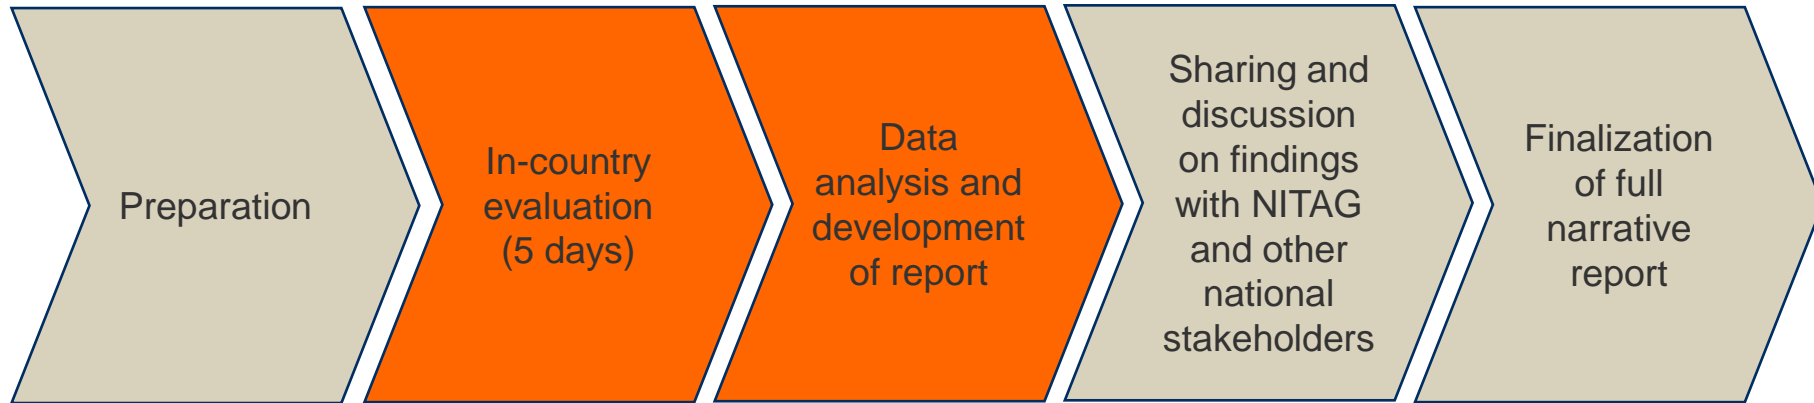 Preparation
In-country
evaluation
(5 days)
Data
analysis and
development
of report
Sharing and
discussion
on findings
with NITAG
and other
national
stakeholders
Finalization
of full
narrative
report